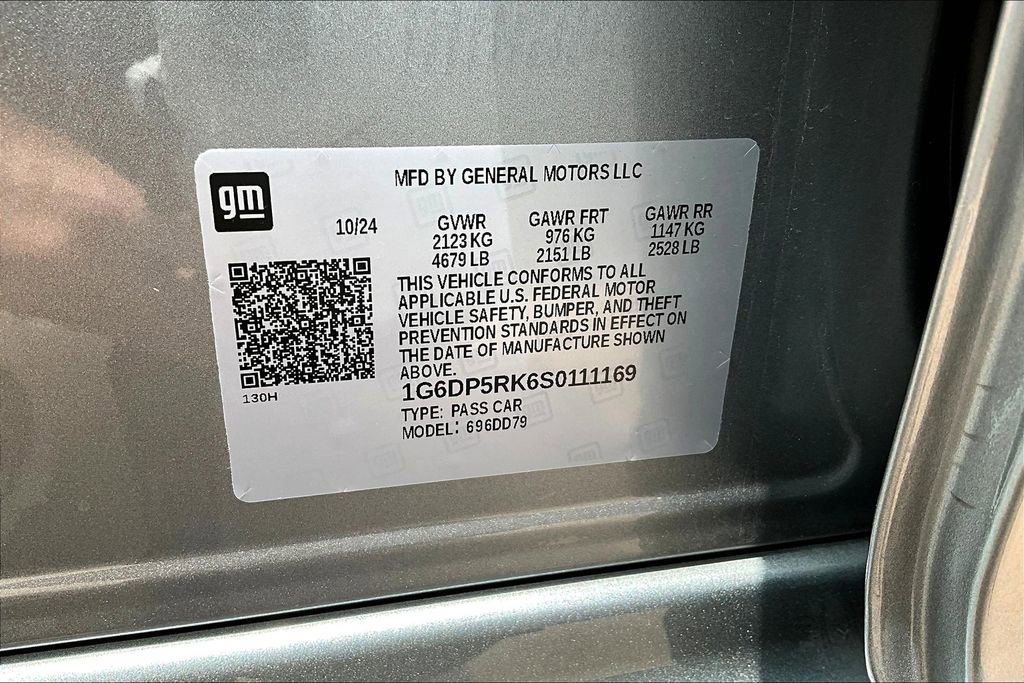 MFD BY GENERAL MOTORS LLC
gm
10/24
GVWR
2123 KG
4679 LB
GAWR FRT
976 KG
2151 LB
GAWR RR
1147 KG
2528 LB
THIS VEHICLE CONFORMS TO ALL
APPLICABLE U.S. FEDERAL MOTOR
VEHICLE SAFETY, BUMPER, AND THEFT
PREVENTION STANDARDS IN EFFECT ON
THE DATE OF MANUFACTURE SHOWN
ABOVE.
130H
1G6DP5RK6S0111169
TYPE: PASS CAR
MODEL: 696DD79